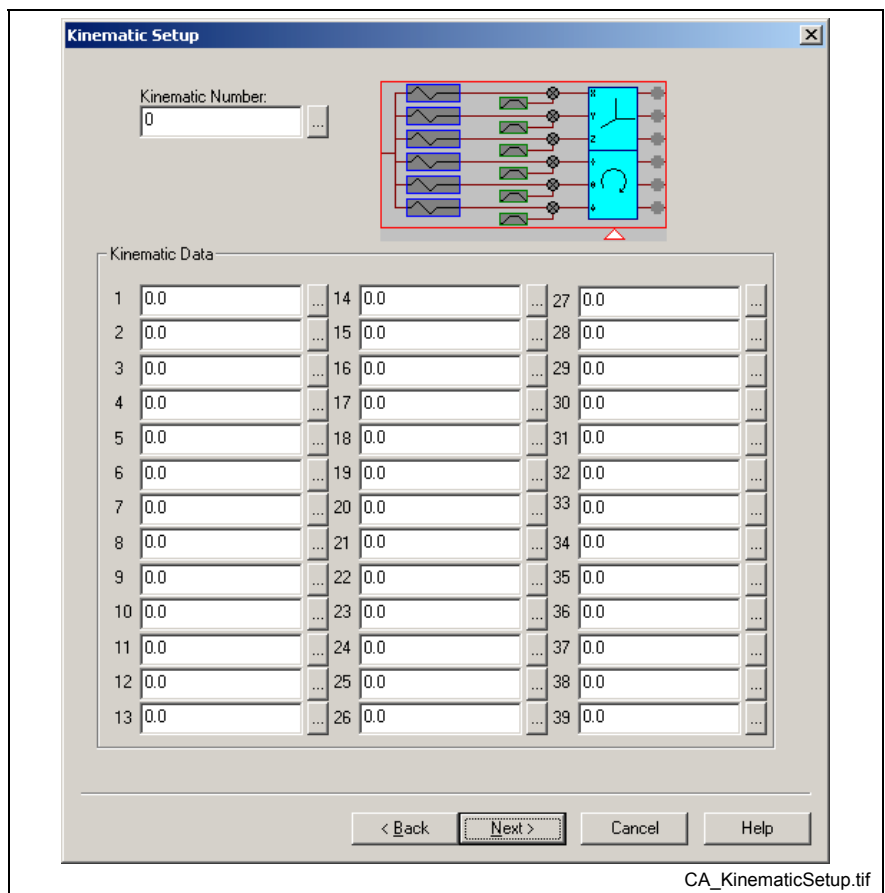 Kinematic Setup
Kinematic Number:
0
...
X
Y
Z
Kinematic Data
1 0.0 ... 14 0.0 ... 27 0.0 ...
2 0.0 ... 15 0.0 ... 28 0.0 ...
3 0.0 ... 16 0.0 ... 29 0.0 ...
4 0.0 ... 17 0.0 ... 30 0.0 ...
5 0.0 ... 18 0.0 ... 31 0.0 ...
6 0.0 ... 19 0.0 ... 32 0.0 ...
7 0.0 ... 20 0.0 ... 33 0.0 ...
8 0.0 ... 21 0.0 ... 34 0.0 ...
9 0.0 ... 22 0.0 ... 35 0.0 ...
10 0.0 ... 23 0.0 ... 36 0.0 ...
11 0.0 ... 24 0.0 ... 37 0.0 ...
12 0.0 ... 25 0.0 ... 38 0.0 ...
13 0.0 ... 26 0.0 ... 39 0.0 ...
< Back Next > Cancel Help
CA_KinematicSetup.tif